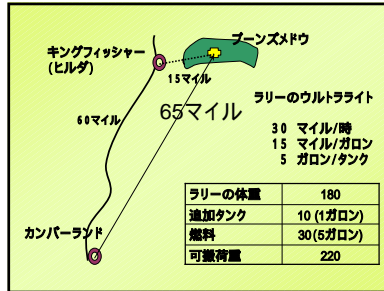 キングフィッシャー
(ヒルダ)
ブーンズメドウ
15マイル
60マイル
65マイル
ラリーのウルトラライト
30 マイル/時
15 マイル/ガロン
5 ガロン/タンク
カンバーランド
ラリーの体重 180
追加タンク 10 (1ガロン)
燃料 30 (5ガロン)
可搬荷重 220